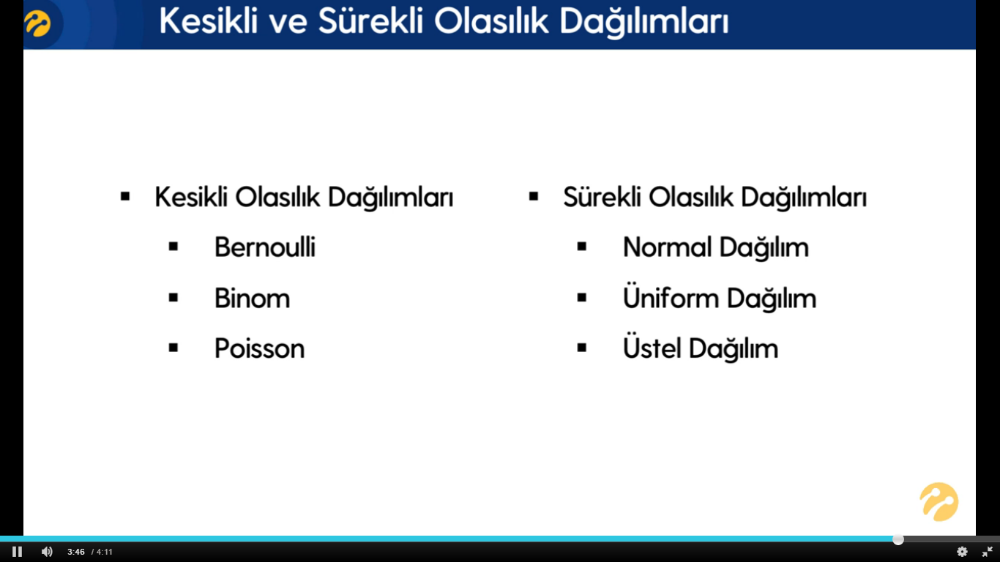 Kesikli ve Sürekli Olasılık Dağılımları
Kesikli Olasılık Dağılımları
Bernoulli
Binom
Poisson
Sürekli Olasılık Dağılımları
Normal Dağılım
Üniform Dağılım
Üstel Dağılım
3:46 / 4:11